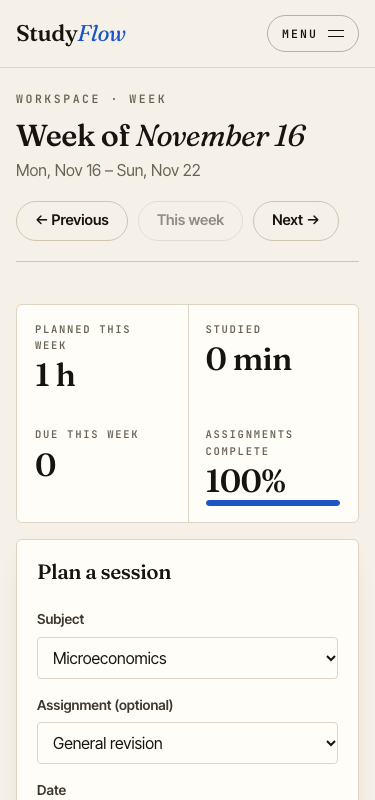 StudyFlow
MENU
WORKSPACE · WEEK
Week of November 16
Mon, Nov 16 – Sun, Nov 22
← Previous
This week
Next →
PLANNED THIS
WEEK
1 h
STUDIED
0 min
DUE THIS WEEK
0
ASSIGNMENTS
COMPLETE
100%
Plan a session
Subject
Microeconomics
Assignment (optional)
General revision
Date